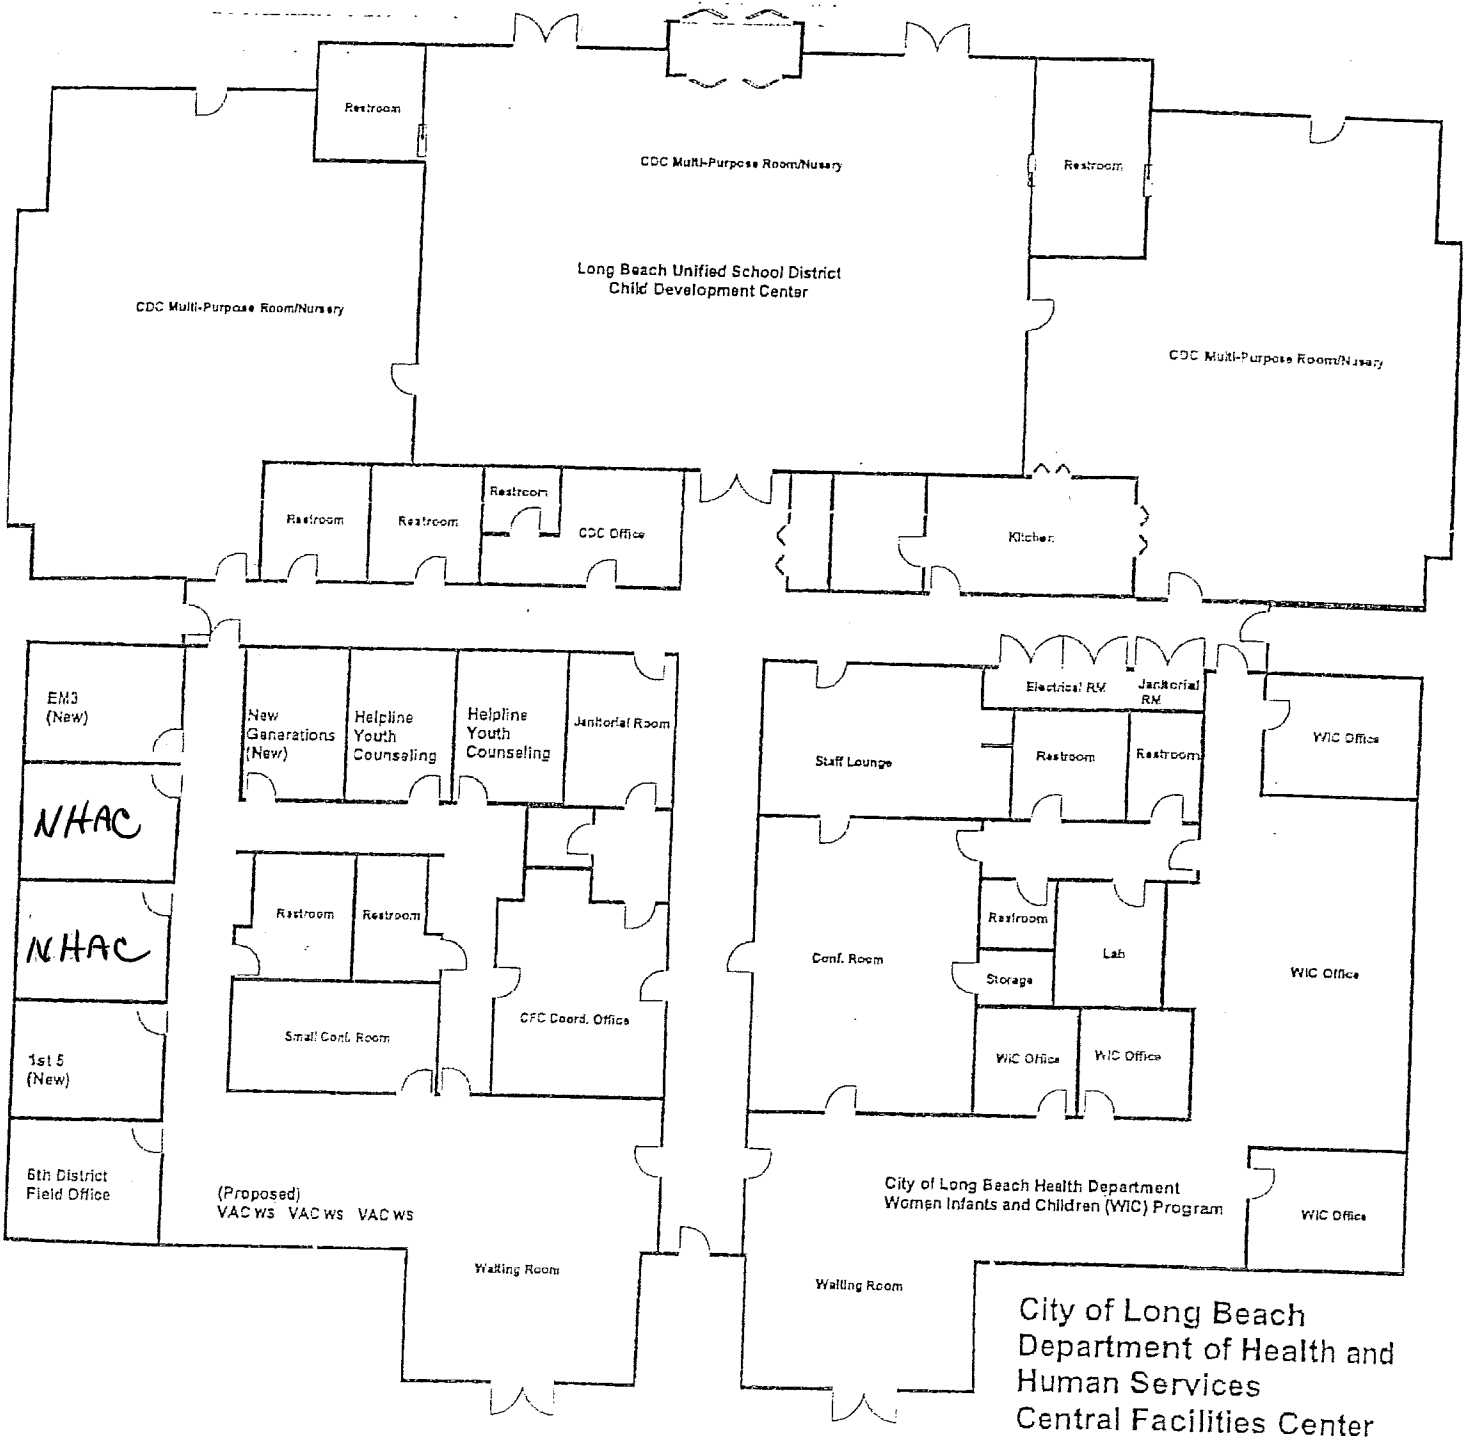 Restroom
CDC Multi-Purpose Room/Nusery
Restroom
Long Beach Unified School District
Child Development Center
CDC Multi-Purpose Room/Nursery
CDC Multi-Purpose Room/Nusery
Restroom
Restroom
Restroom
CDC Office
Kitchen
EM3
(New)
New
Generations
(New)
Helpline
Youth
Counseling
Helpline
Youth
Counseling
Janitorial Room
Staff Lounge
Electrical RM
Janitorial
RM
Restroom
Restroom
WIC Office
NHAC
Restroom
Restroom
NHAC
Conf. Room
Restroom
Lab
Storage
WIC Office
1st 5
(New)
Small Conf. Room
CFC Coord. Office
WIC Office
WIC Office
6th District
Field Office
(Proposed)
VAC WS VAC WS VAC WS
City of Long Beach Health Department
Women Infants and Children (WIC) Program
WIC Office
Waiting Room
Waiting Room
City of Long Beach
Department of Health and
Human Services
Central Facilities Center